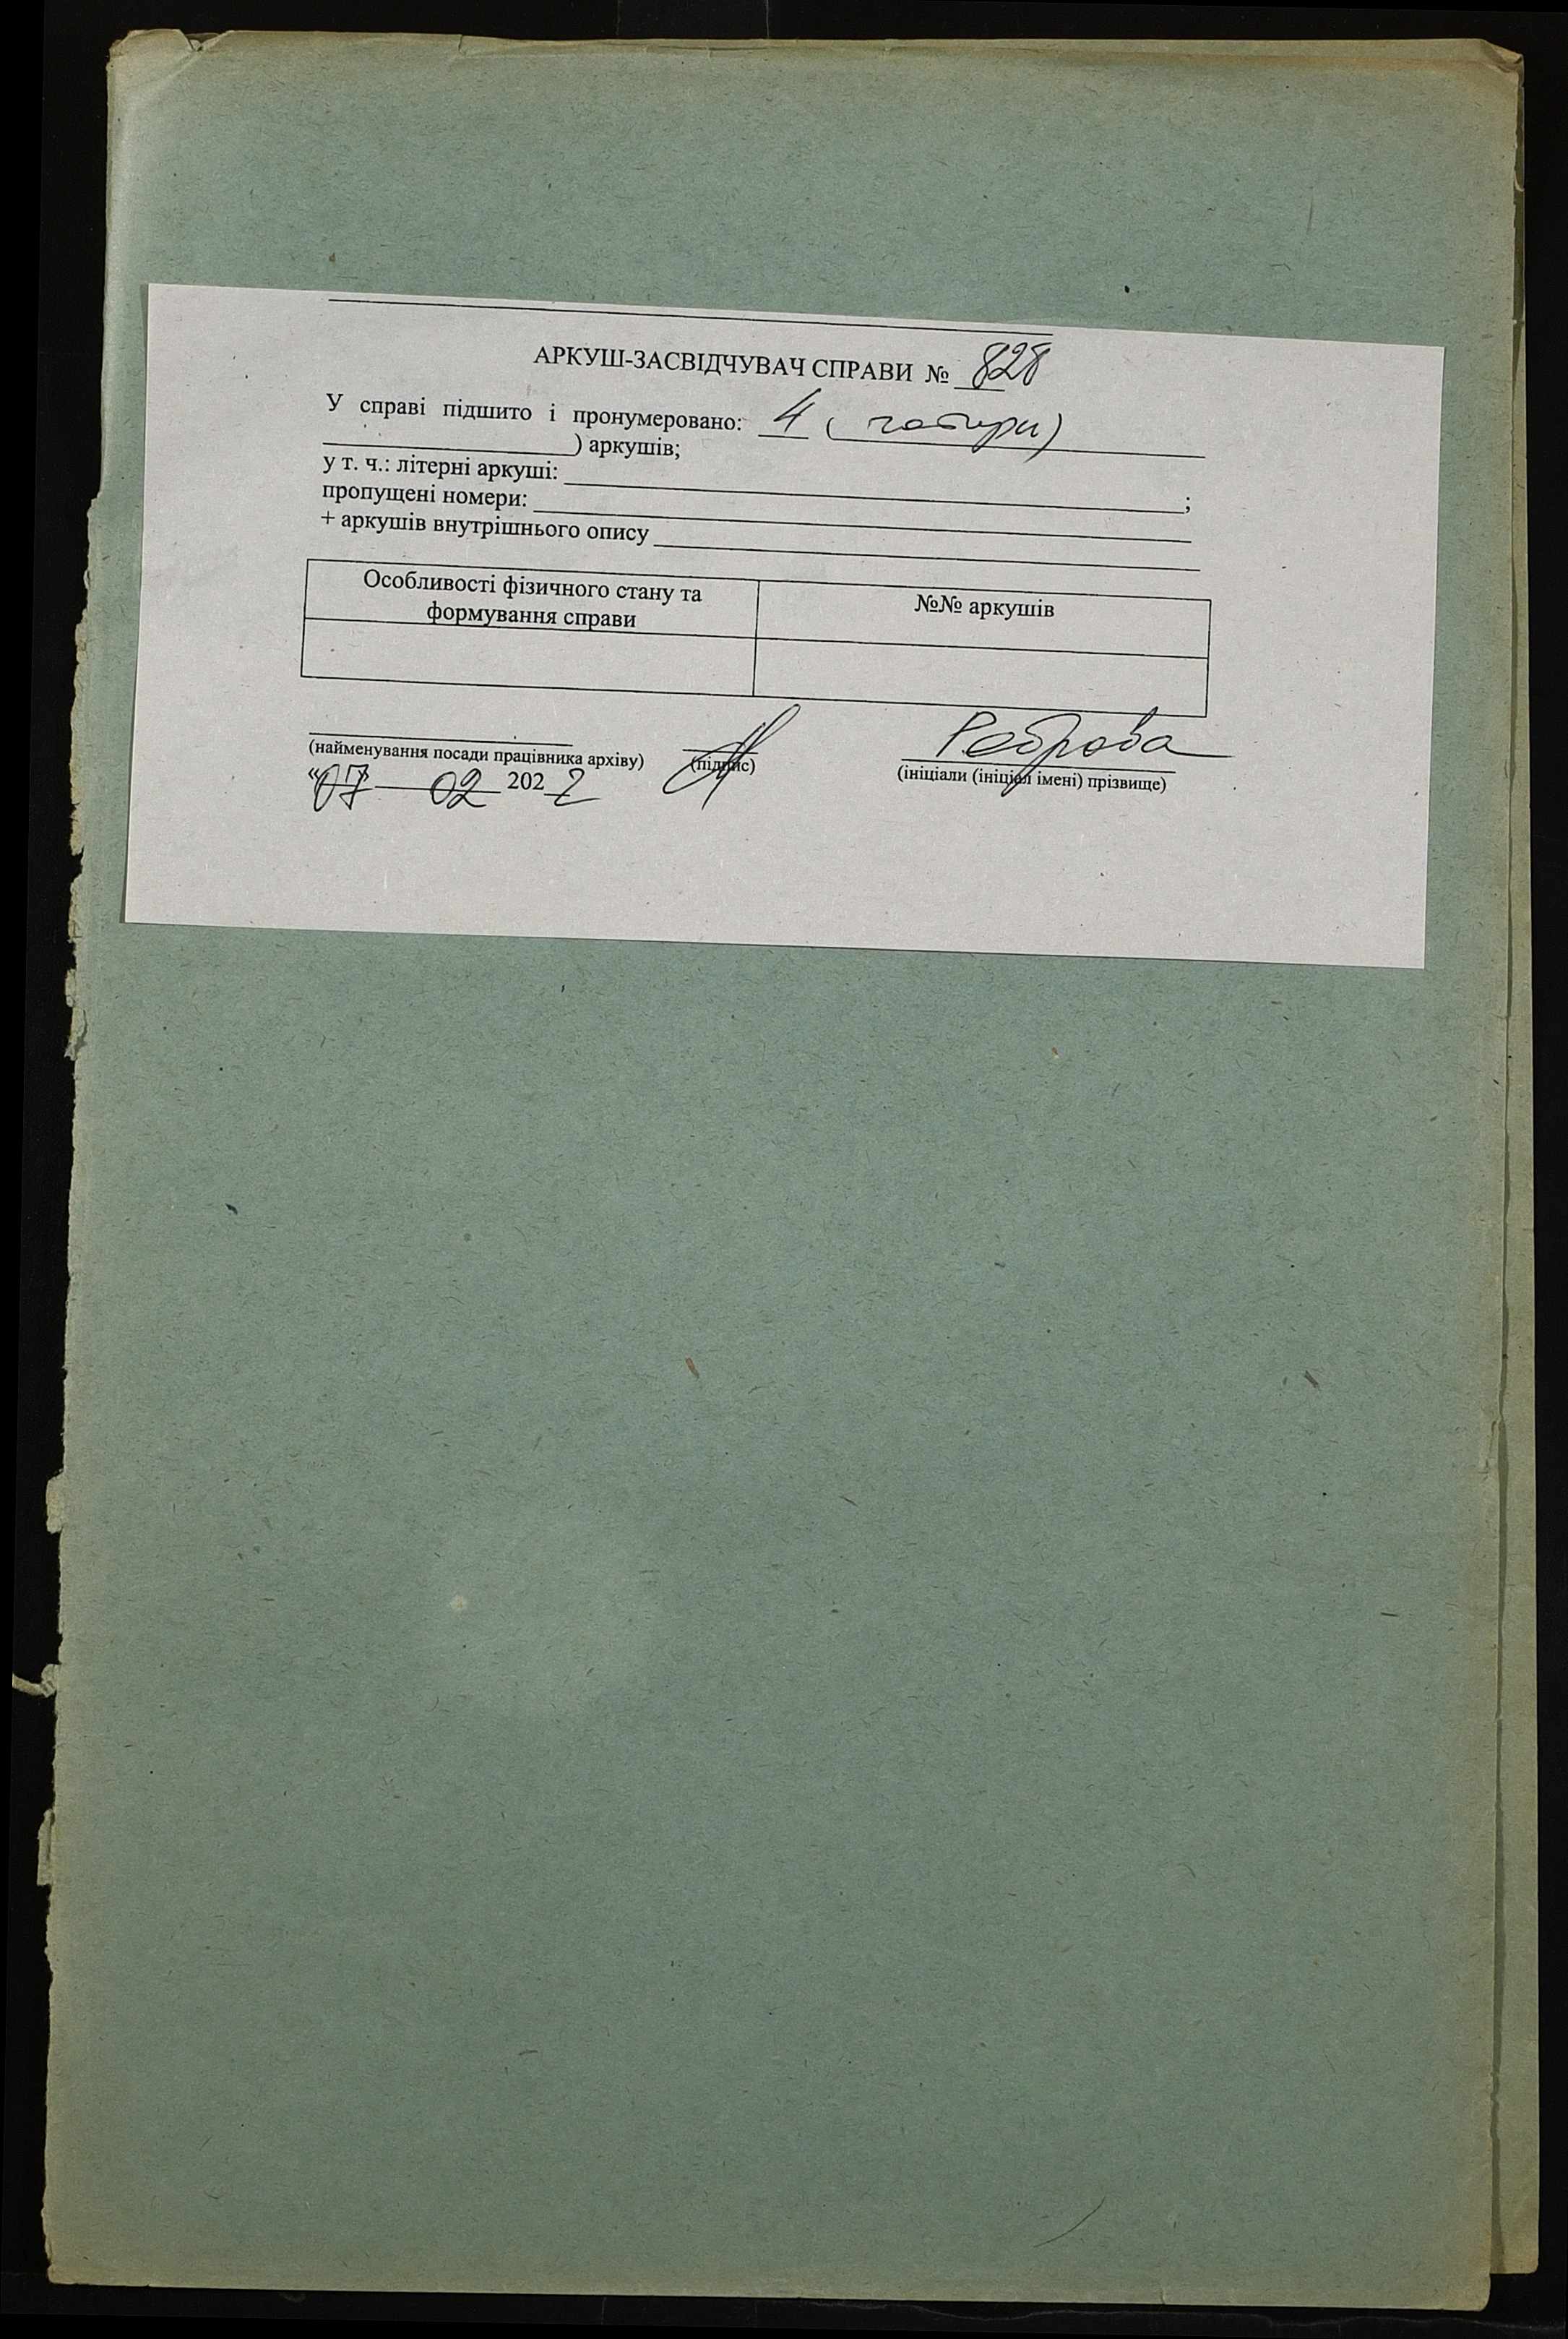 АРКУШ-ЗАСВІДЧУВАЧ СПРАВИ № 828
У справі підшито і пронумеровано: 4 (чотири)
) аркушів;
у т. ч.: літерні аркуші: ;
пропущені номери:
+ аркушів внутрішнього опису
Особливості фізичного стану та формування справи
№№ аркушів
Реброва
(найменування посади працівника архіву) (підпис) (ініціали (ініціал імені) прізвище)
«07» 02 2022